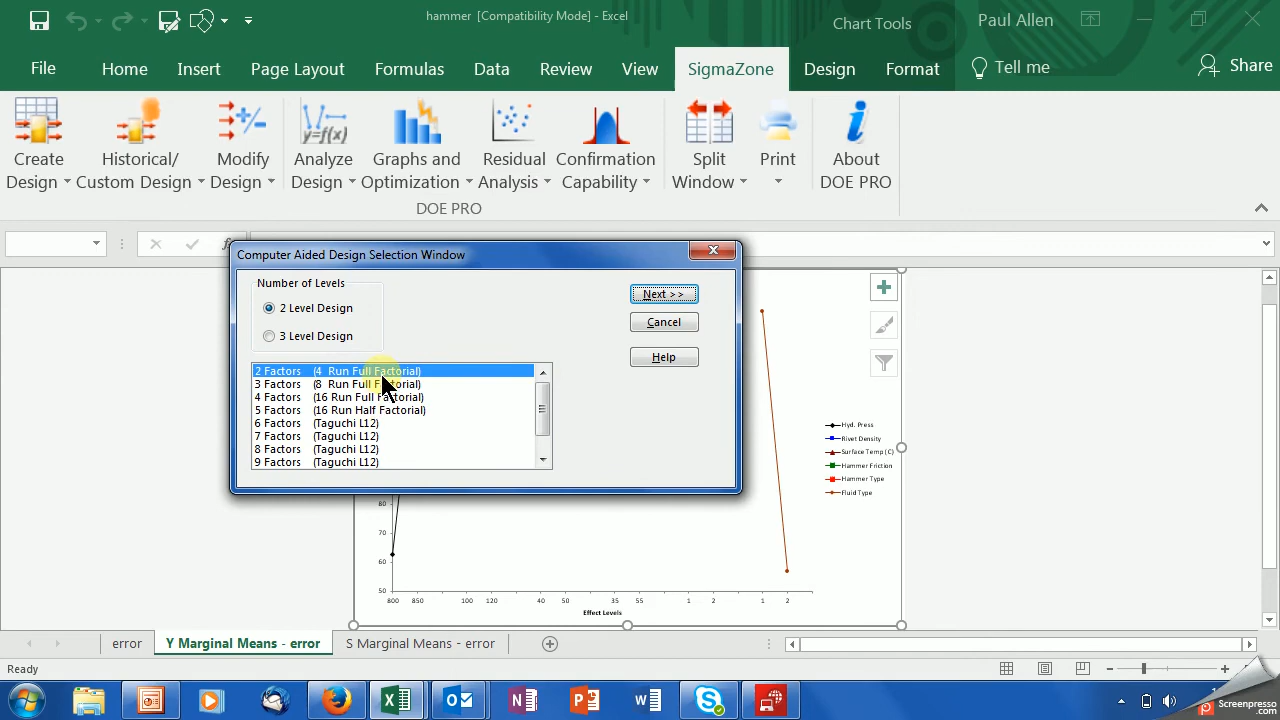 hammer [Compatibility Mode] - Excel
Chart Tools
Paul Allen
File
Home
Insert
Page Layout
Formulas
Data
Review
View
SigmaZone
Design
Format
Tell me
Share
Create
Design
Historical/
Custom Design
Modify
Design
y=f(x)
Analyze
Design
Graphs and
Optimization
Residual
Analysis
Confirmation
Capability
Split
Window
Print
About
DOE PRO
DOE PRO
Computer Aided Design Selection Window
Number of Levels
2 Level Design
3 Level Design
Next >>
Cancel
Help
2 Factors (4 Run Full Factorial)
3 Factors (8 Run Full Factorial)
4 Factors (16 Run Full Factorial)
5 Factors (16 Run Half Factorial)
6 Factors (Taguchi L12)
7 Factors (Taguchi L12)
8 Factors (Taguchi L12)
9 Factors (Taguchi L12)
Hyd. Press
Rivet Density
Surface Temp (C)
Hammer Friction
Hammer Type
Fluid Type
80
70
60
50
800 850 100 120 40 50 35 55 1 2 1 2
Effect Levels
error
Y Marginal Means - error
S Marginal Means - error
Ready
Screenpresso
.com